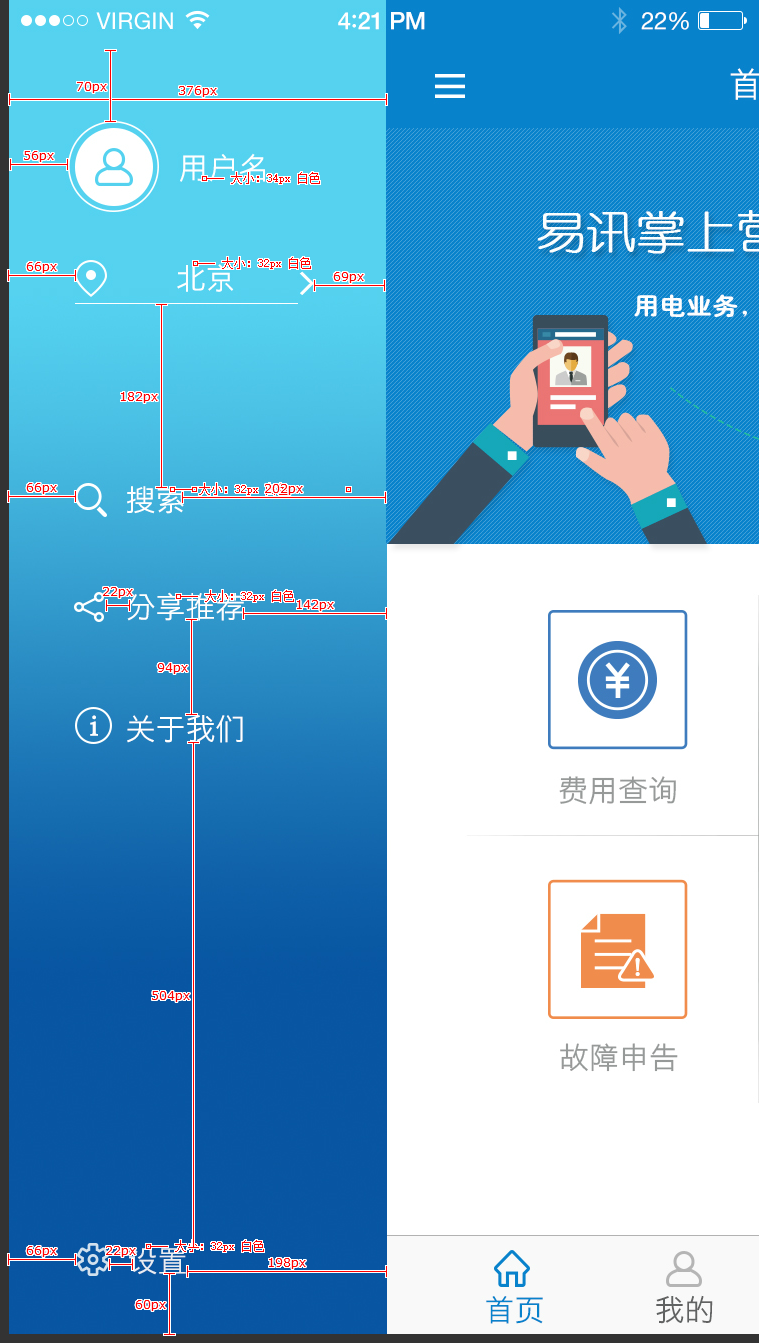 VIRGIN 4:21 PM 22%
70px
376px
首
56px
用户名
大小: 34px 白色
易讯掌上营
66px
大小: 32px 白色
北京
69px
用电业务，
182px
66px
搜索
大小: 32px 白色
202px
22px
分享推荐
大小: 32px 白色
142px
94px
关于我们
费用查询
504px
故障申告
66px
22px
设置
大小: 32px 白色
198px
60px
首页
我的